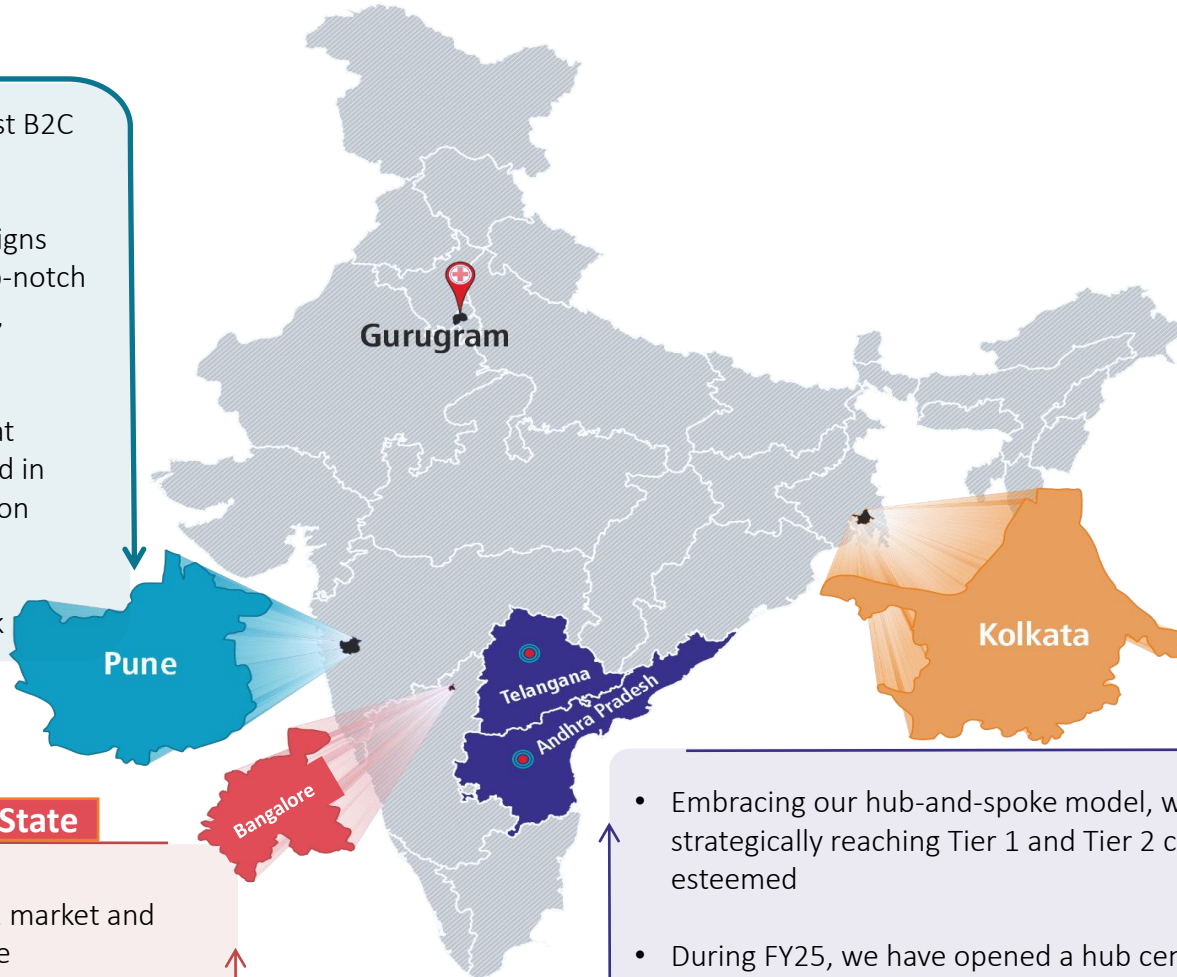 st B2C
igns
o-notch
at
d in
on
k
Gurugram
Pune
Kolkata
Telangana
Andhra Pradesh
Bangalore
State
market and
e
• Embracing our hub-and-spoke model, w
strategically reaching Tier 1 and Tier 2 c
esteemed
• During FY25, we have opened a hub cen